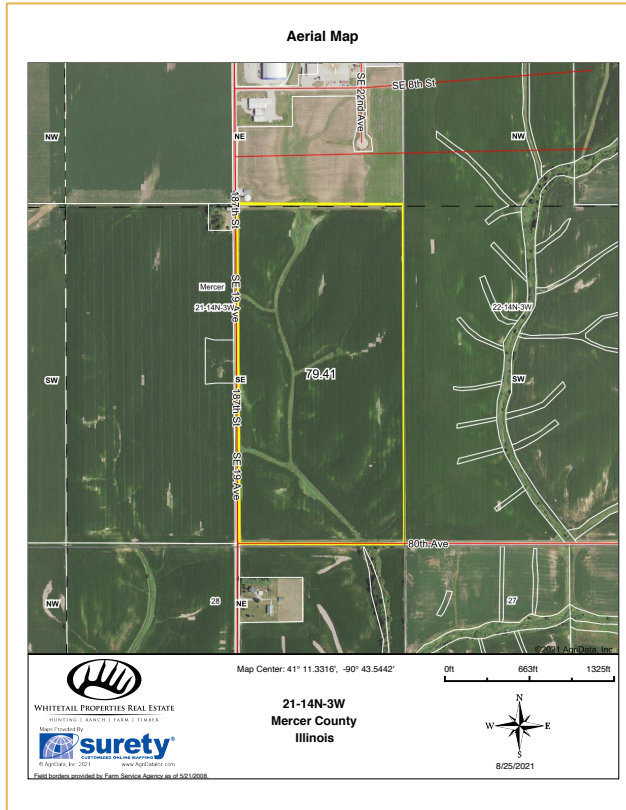 Aerial Map
SE 8th St
SE 22nd Ave
NW
NE
NW
187th St
Mercer
21-14N-3W
SE 19 Ave
22-14N-3W
79.41
SW
SE
SW
187th St
SE 19 Ave
80th Ave
NW
28
NE
27
©2021 AgriData, Inc.
WHITETAIL PROPERTIES REAL ESTATE
HUNTING | RANCH | FARM | TIMBER
Maps Provided By
surety®
CUSTOMIZED ONLINE MAPPING
© AgriData, Inc. 2021 www.AgriDataInc.com
Field borders provided by Farm Service Agency as of 5/21/2008.
Map Center: 41° 11.3316', -90° 43.5442'
21-14N-3W
Mercer County
Illinois
0ft 663ft 1325ft
N
W E
S
8/25/2021